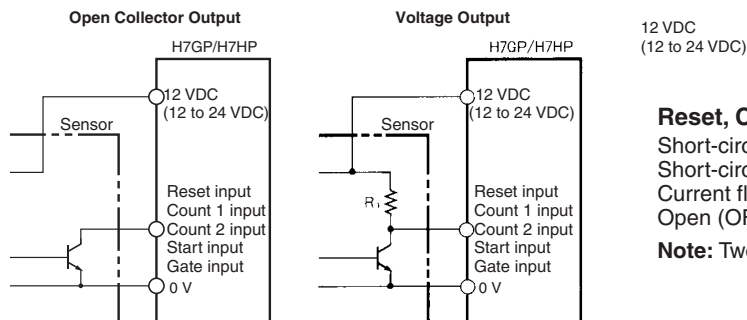 Open Collector Output
H7GP/H7HP
12 VDC
(12 to 24 VDC)
Sensor
Reset input
Count 1 input
Count 2 input
Start input
Gate input
0 V
Voltage Output
H7GP/H7HP
12 VDC
(12 to 24 VDC)
Sensor
R1
Reset input
Count 1 input
Count 2 input
Start input
Gate input
0 V
12 VDC
(12 to 24 VDC)
Reset,
Short-circ
Short-circ
Current fl
Open
Note: